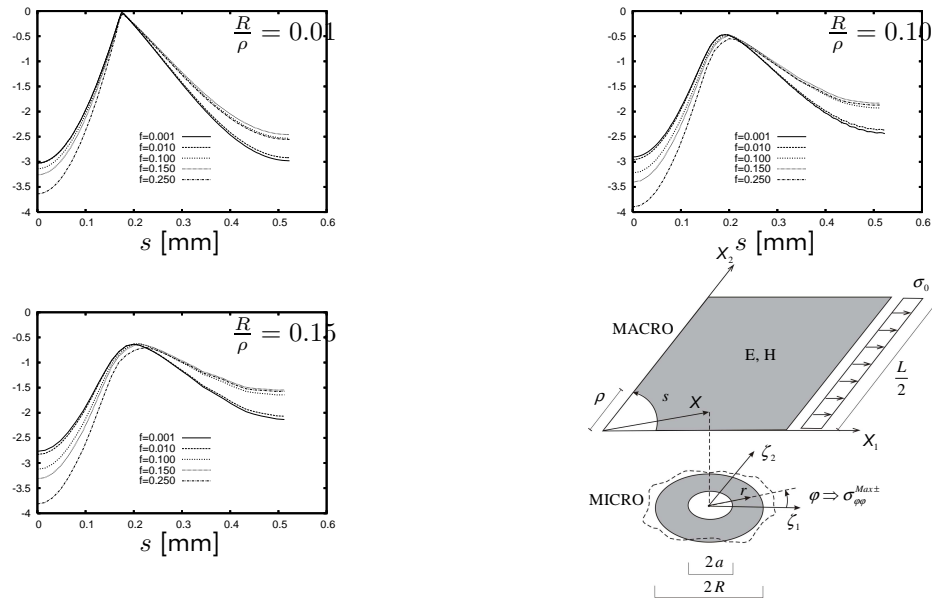 0
-0.5
-1
-1.5
-2
-2.5
-3
-3.5
-4
0 0.1 0.2 0.3 0.4 0.5 0.6
s [mm]
R/ρ = 0.01
f=0.001
f=0.010
f=0.100
f=0.150
f=0.250
0
-0.5
-1
-1.5
-2
-2.5
-3
-3.5
-4
0 0.1 0.2 0.3 0.4 0.5 0.6
s [mm]
R/ρ = 0.10
f=0.001
f=0.010
f=0.100
f=0.150
f=0.250
0
-0.5
-1
-1.5
-2
-2.5
-3
-3.5
-4
0 0.1 0.2 0.3 0.4 0.5 0.6
s [mm]
R/ρ = 0.15
f=0.001
f=0.010
f=0.100
f=0.150
f=0.250
X₂
σ₀
MACRO
E, H
L/2
ρ
s
X
X₁
ζ₂
MICRO
r
φ ⇒ σ_φφ^Max±
ζ₁
2a
2R